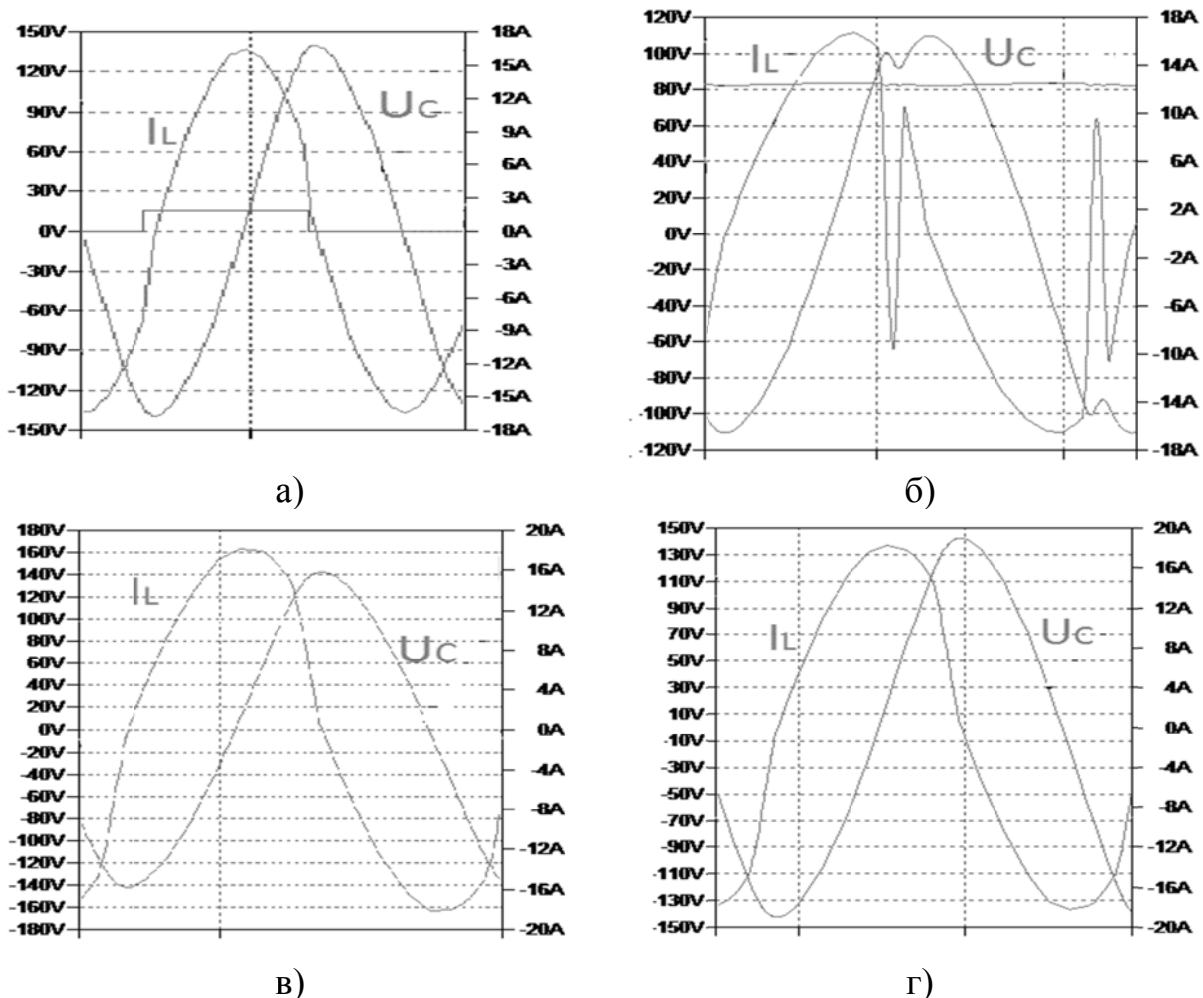 150V 18A
120V 15A
90V 12A
60V 9A
30V 6A
0V 3A
-30V 0A
-60V -3A
-90V -6A
-120V -9A
-150V -12A
-15A
-18A
IL
UC
а)
120V 18A
100V 14A
80V 10A
60V 6A
40V 2A
20V -2A
0V -6A
-20V -10A
-40V -14A
-60V -18A
-80V
-100V
-120V
IL
UC
б)
180V 20A
160V 16A
140V 12A
120V 8A
100V 4A
80V 0A
60V -4A
40V -8A
20V -12A
0V -16A
-20V -20A
-40V
-60V
-80V
-100V
-120V
-140V
-160V
-180V
IL
UC
в)
150V 20A
130V 16A
110V 12A
90V 8A
70V 4A
50V 0A
30V -4A
10V -8A
-10V -12A
-30V -16A
-50V -20A
-70V
-90V
-110V
-130V
-150V
IL
UC
г)